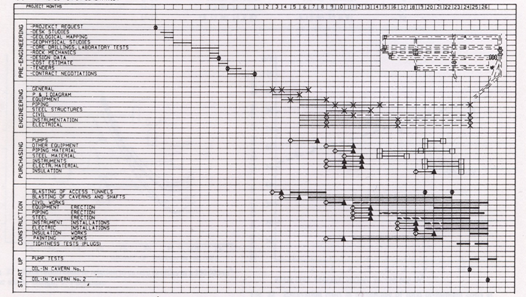 PROJECT MONTHS
1 2 3 4 5 6 7 8 9 10 11 12 13 14 15 16 17 18 19 20 21 22 23 24 25 26
PRE-ENGINEERING
-PROJECT REQUEST
-DESK STUDIES
-GEOLOGICAL MAPPING
-GEOPHYSICAL STUDIES
-CORE DRILLINGS, LABORATORY TESTS
-ROCK MECHANICS
-DESIGN DATA
-COST ESTIMATE
-TENDERS
-CONTRACT NEGOTIATIONS
ENGINEERING
GENERAL
P & I DIAGRAM
EQUIPMENT
PIPING
STEEL STRUCTURES
CIVIL
INSTRUMENTATION
ELECTRICAL
PURCHASING
PUMPS
OTHER EQUIPMENT
PIPING MATERIAL
STEEL MATERIAL
INSTRUMENTS
ELECTR. MATERIAL
INSULATION
CONSTRUCTION
BLASTING OF ACCESS TUNNELS
BLASTING OF CAVERNS AND SHAFTS
CIVIL WORKS
EQUIPMENT ERECTION
PIPING ERECTION
STEEL ERECTION
INSTRUMENT INSTALLATIONS
ELECTRIC INSTALLATIONS
INSULATION WORKS
PAINTING WORKS
TIGHTNESS TESTS (PLUGS)
START UP
PUMP TESTS
OIL-IN CAVERN No. 1
OIL-IN CAVERN No. 2